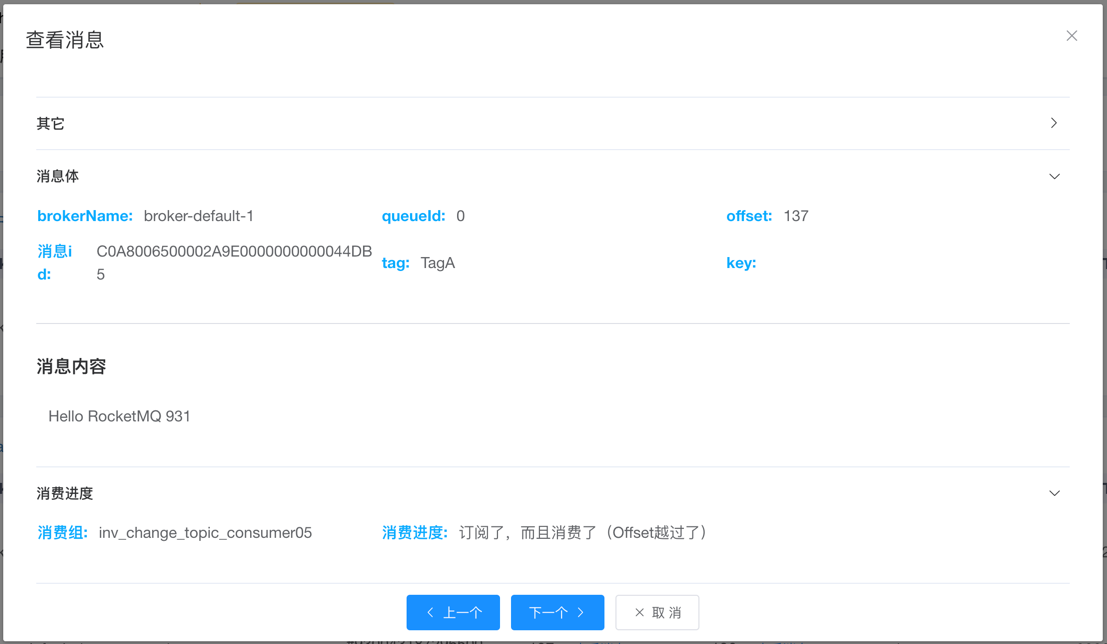 查看消息
其它
消息体
brokerName: broker-default-1 queueId: 0 offset: 137
消息id: C0A8006500002A9E0000000000044DB5 tag: TagA key:
消息内容
Hello RocketMQ 931
消费进度
消费组: inv_change_topic_consumer05 消费进度: 订阅了，而且消费了（Offset越过了）
上一个 下一个 取 消